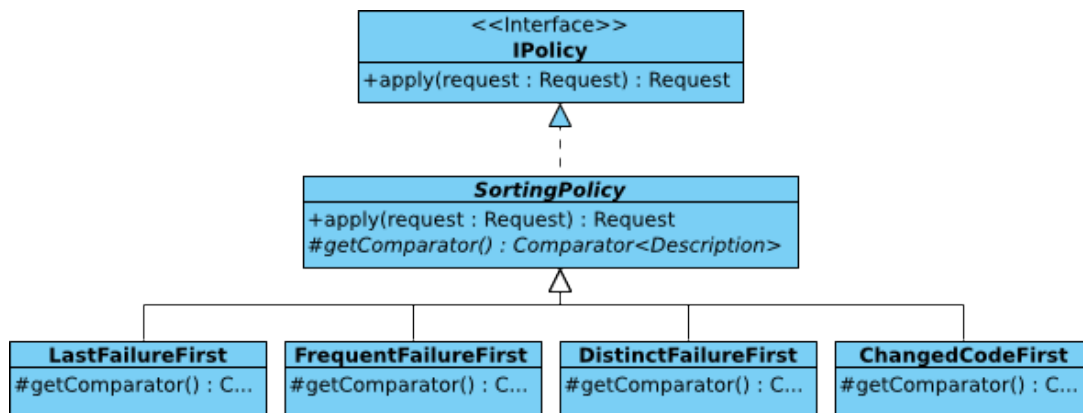 <<Interface>>
IPolicy
+apply(request : Request) : Request
SortingPolicy
+apply(request : Request) : Request
#getComparator() : Comparator<Description>
LastFailureFirst
#getComparator() : C...
FrequentFailureFirst
#getComparator() : C...
DistinctFailureFirst
#getComparator() : C...
ChangedCodeFirst
#getComparator() : C...